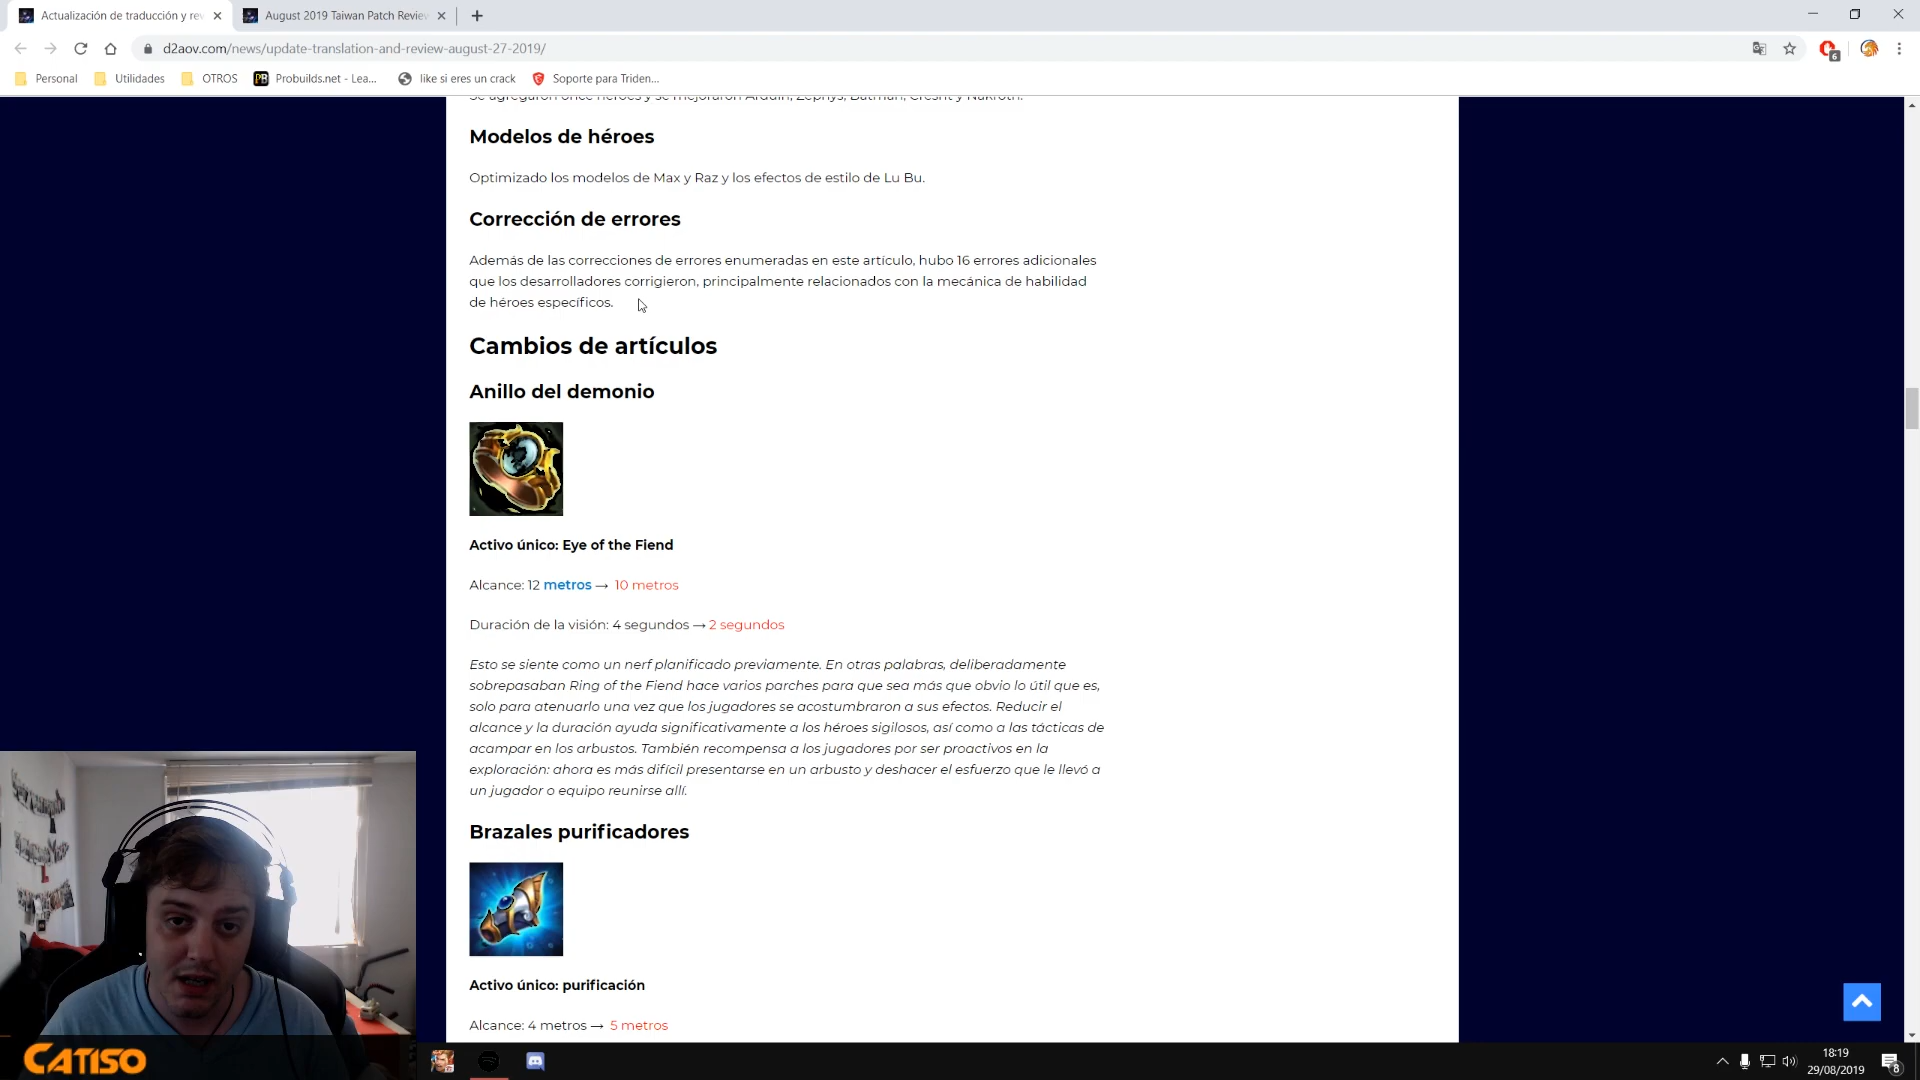 Actualización de traducción y rev
August 2019 Taiwan Patch Review
d2aov.com/news/update-translation-and-review-august-27-2019/
6
Personal
Utilidades
OTROS
PB
Probuilds.net - Lea...
like si eres un crack
Soporte para Triden...
Se agregaron once héroes y se mejoraron Arduin, Zephys, Batman, Cresht y Nakroth.
Modelos de héroes
Optimizado los modelos de Max y Raz y los efectos de estilo de Lu Bu.
Corrección de errores
Además de las correcciones de errores enumeradas en este artículo, hubo 16 errores adicionales
que los desarrolladores corrigieron, principalmente relacionados con la mecánica de habilidad
de héroes específicos.
Cambios de artículos
Anillo del demonio
Activo único: Eye of the Fiend
Alcance: 12 metros → 10 metros
Duración de la visión: 4 segundos → 2 segundos
Esto se siente como un nerf planificado previamente. En otras palabras, deliberadamente
sobrepasaban Ring of the Fiend hace varios parches para que sea más que obvio lo útil que es,
solo para atenuarlo una vez que los jugadores se acostumbraron a sus efectos. Reducir el
alcance y la duración ayuda significativamente a los héroes sigilosos, así como a las tácticas de
acampar en los arbustos. También recompensa a los jugadores por ser proactivos en la
exploración: ahora es más difícil presentarse en un arbusto y deshacer el esfuerzo que le llevó a
un jugador o equipo reunirse allí.
Brazales purificadores
Activo único: purificación
Alcance: 4 metros → 5 metros
CATISO
18:19
29/08/2019
8